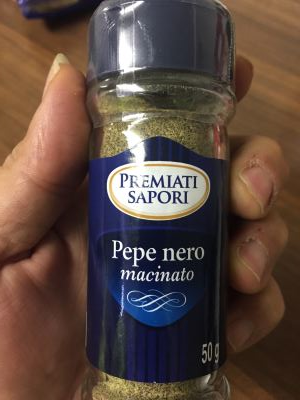 PREMIATI
SAPORI
Pepe nero
macinato
50 g